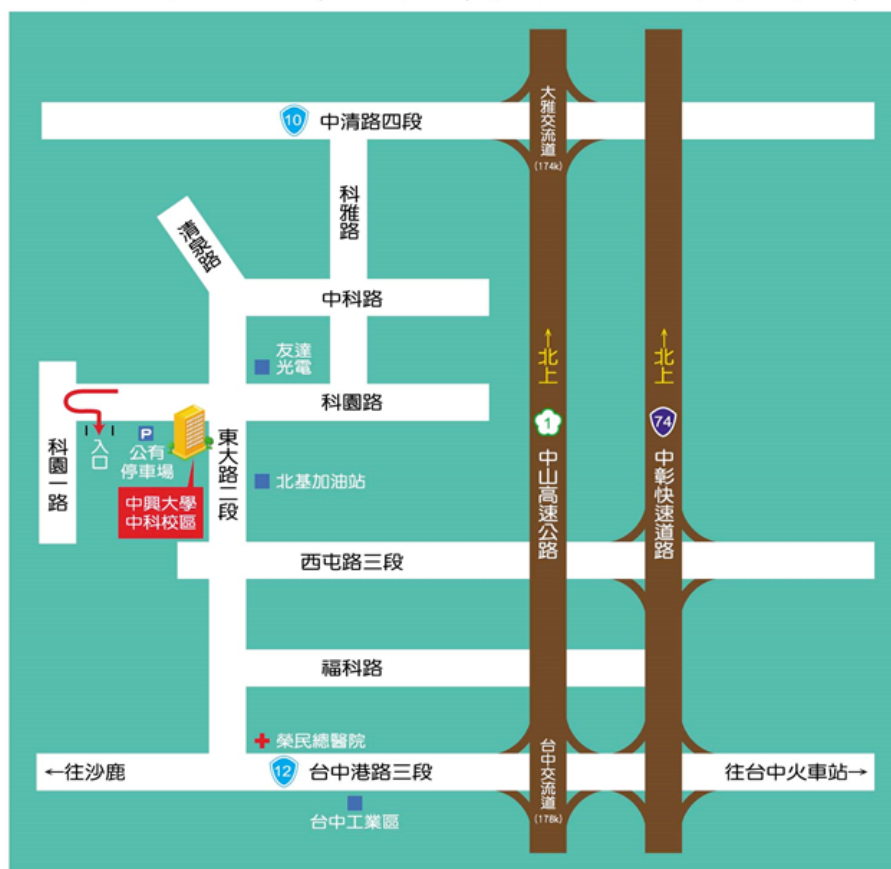 10
中清路四段
大雅交流道
(174k)
科雅路
清泉路
中科路
友達
光電
←北上
←北上
科園路
1
中山高速公路
74
中彰快速道路
科園一路
入口
P
公有
停車場
東大路二段
北基加油站
中興大學
中科校區
西屯路三段
福科路
榮民總醫院
←往沙鹿
12
台中港路三段
台中交流道
(178k)
往台中火車站→
台中工業區